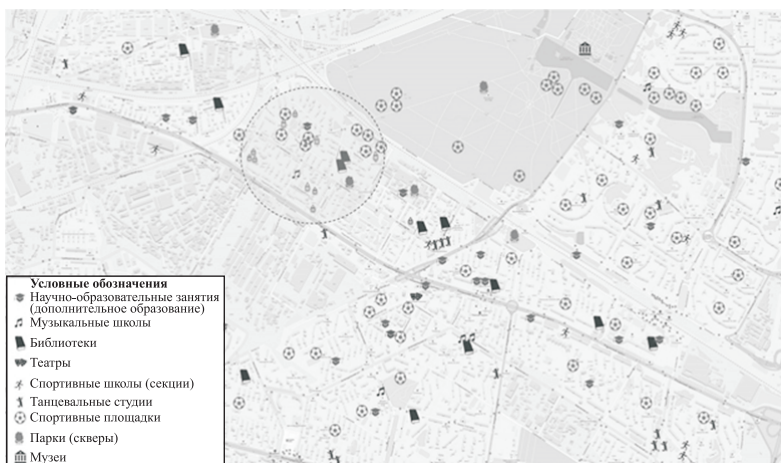 Условные обозначения
Научно-образовательные занятия
(дополнительное образование)
Музыкальные школы
Библиотеки
Театры
Спортивные школы (секции)
Танцевальные студии
Спортивные площадки
Парки (скверы)
Музеи